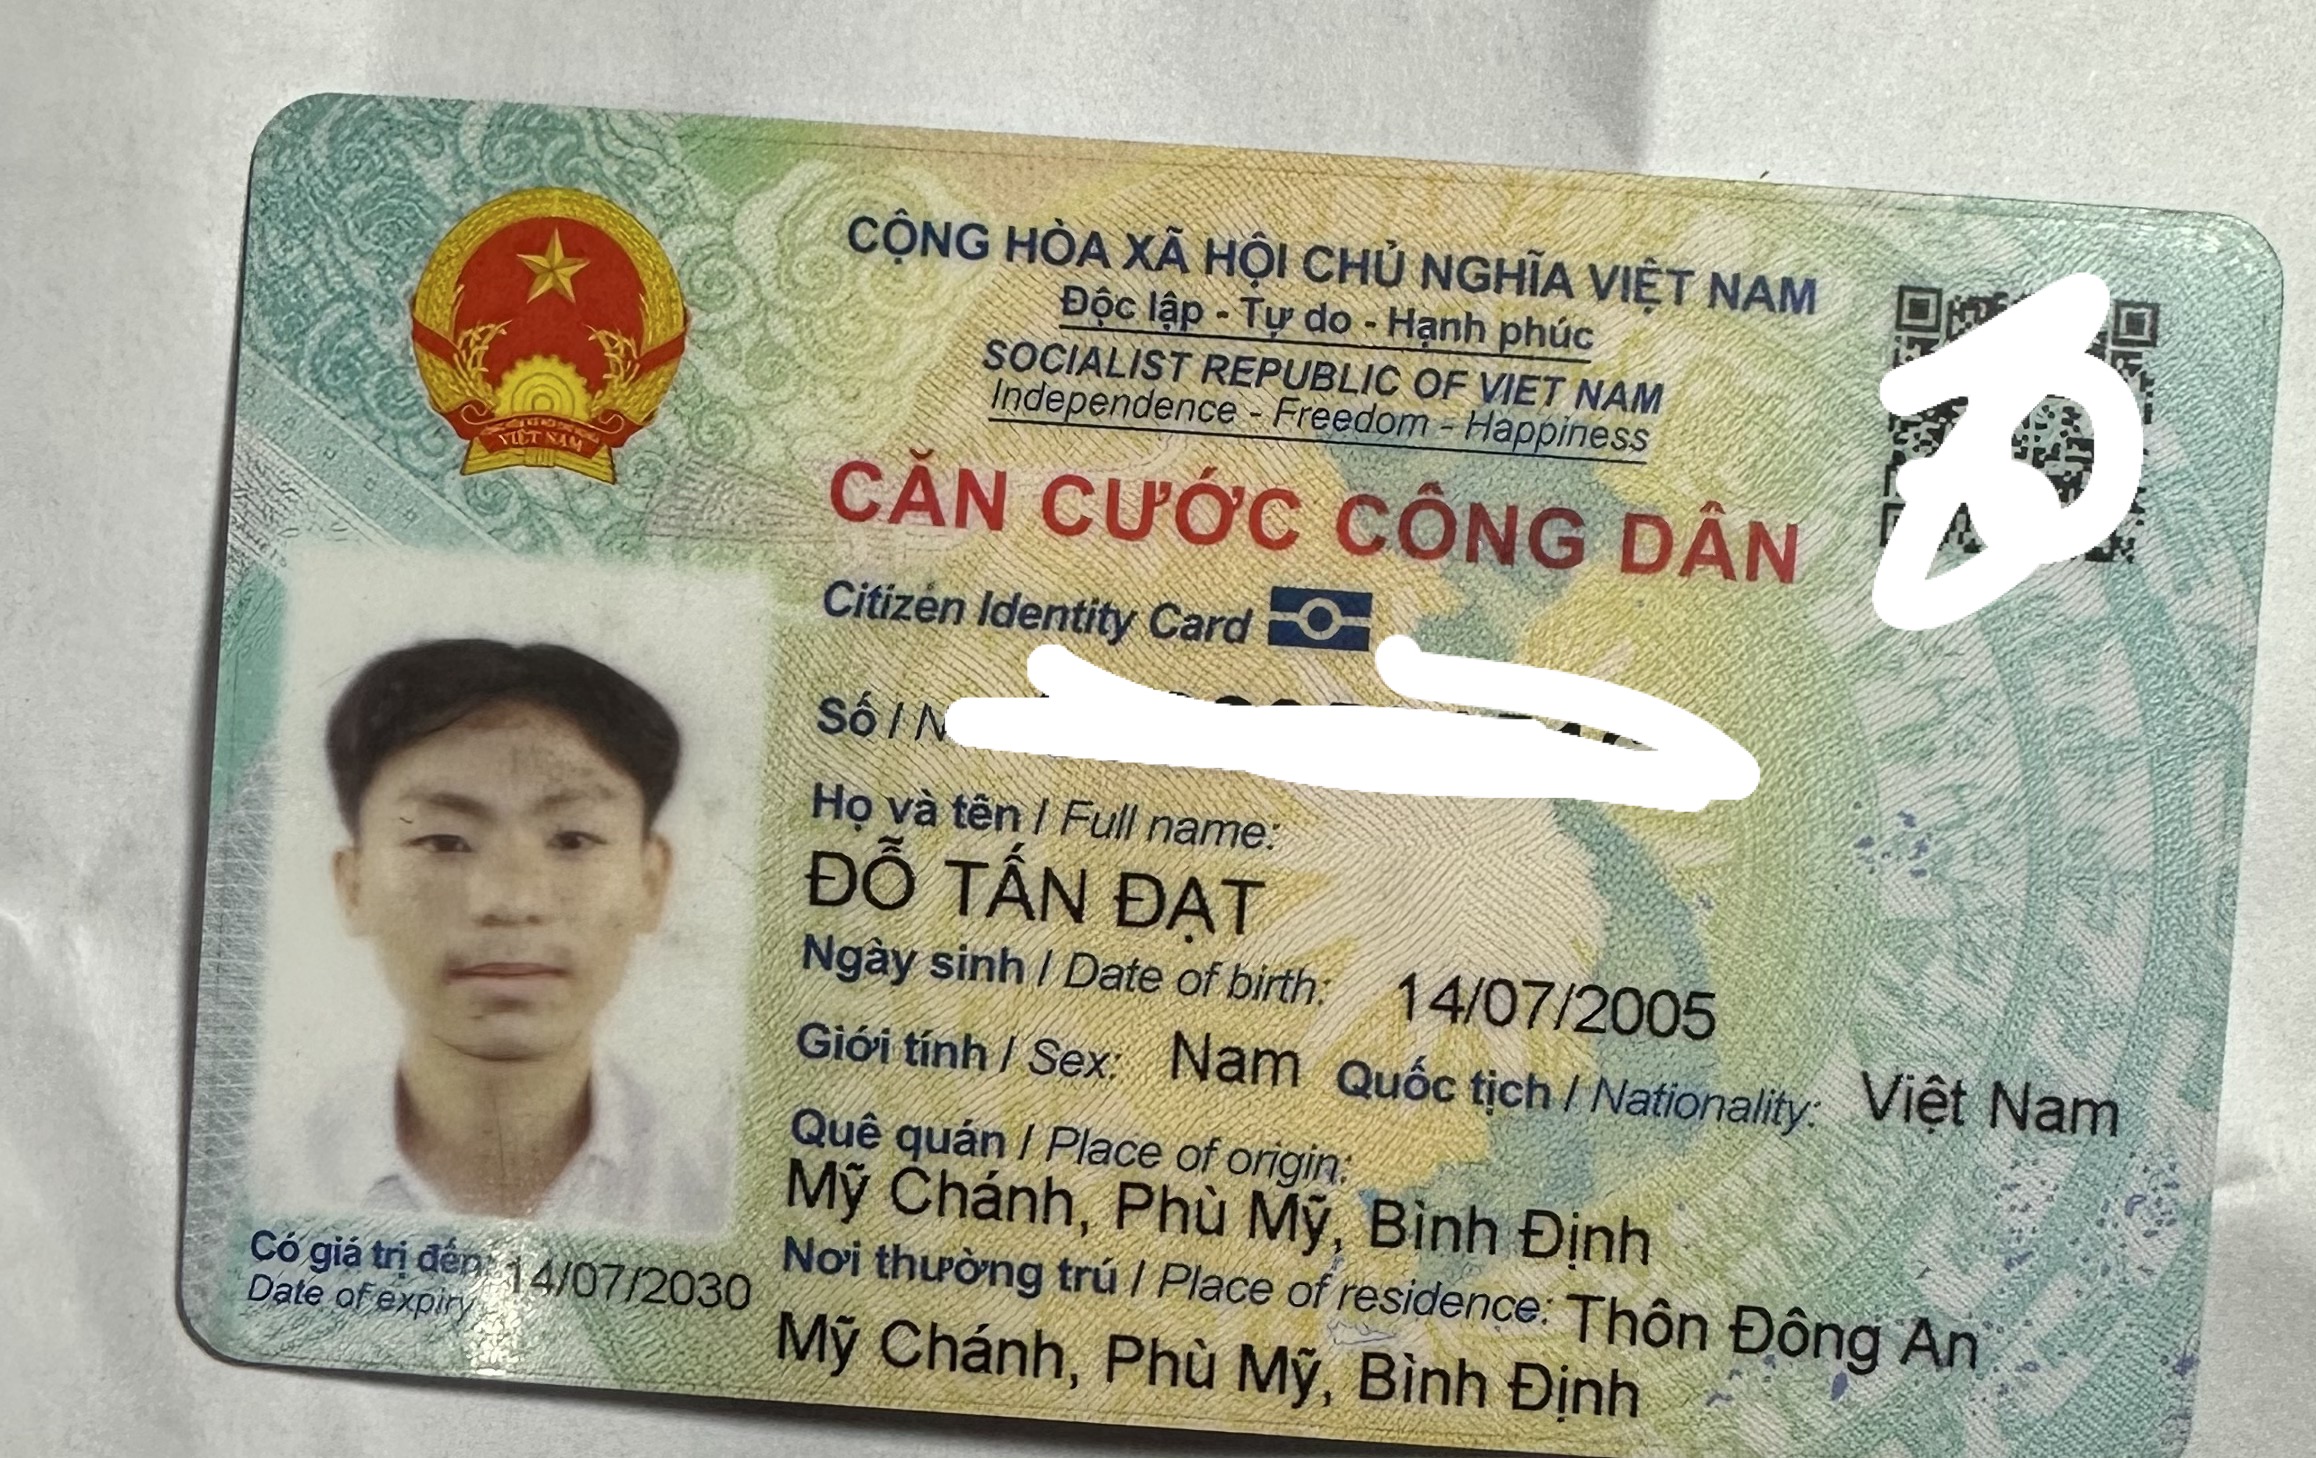 CỘNG HÒA XÃ HỘI CHỦ NGHĨA VIỆT NAM
Độc lập - Tự do - Hạnh phúc
SOCIALIST REPUBLIC OF VIET NAM
Independence - Freedom - Happiness
VIỆT NAM
CĂN CƯỚC CÔNG DÂN
Citizen Identity Card
Số /
Họ và tên / Full name:
ĐỖ TẤN ĐẠT
Ngày sinh / Date of birth: 14/07/2005
Giới tính / Sex: Nam Quốc tịch / Nationality: Việt Nam
Quê quán / Place of origin:
Mỹ Chánh, Phù Mỹ, Bình Định
Nơi thường trú / Place of residence: Thôn Đông An
Mỹ Chánh, Phù Mỹ, Bình Định
Có giá trị đến: 14/07/2030
Date of expiry